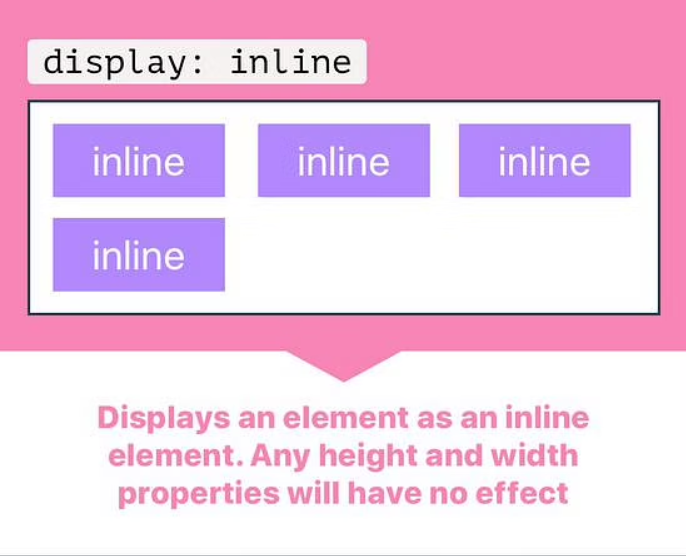 display: inline
inline inline inline
inline
Displays an element as an inline
element. Any height and width
properties will have no effect